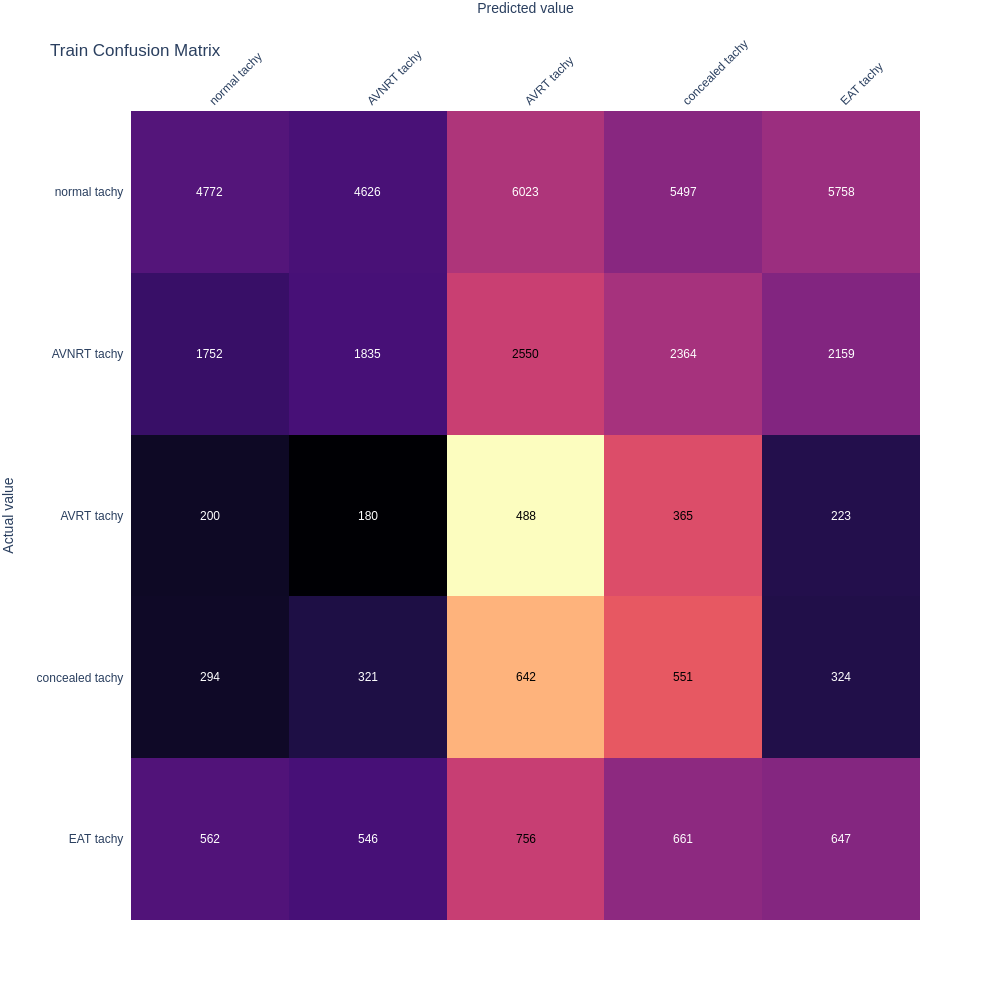 Predicted value
Train Confusion Matrix
normal tachy
AVNRT tachy
AVRT tachy
concealed tachy
EAT tachy
Actual value
normal tachy
4772
4626
6023
5497
5758
AVNRT tachy
1752
1835
2550
2364
2159
AVRT tachy
200
180
488
365
223
concealed tachy
294
321
642
551
324
EAT tachy
562
546
756
661
647